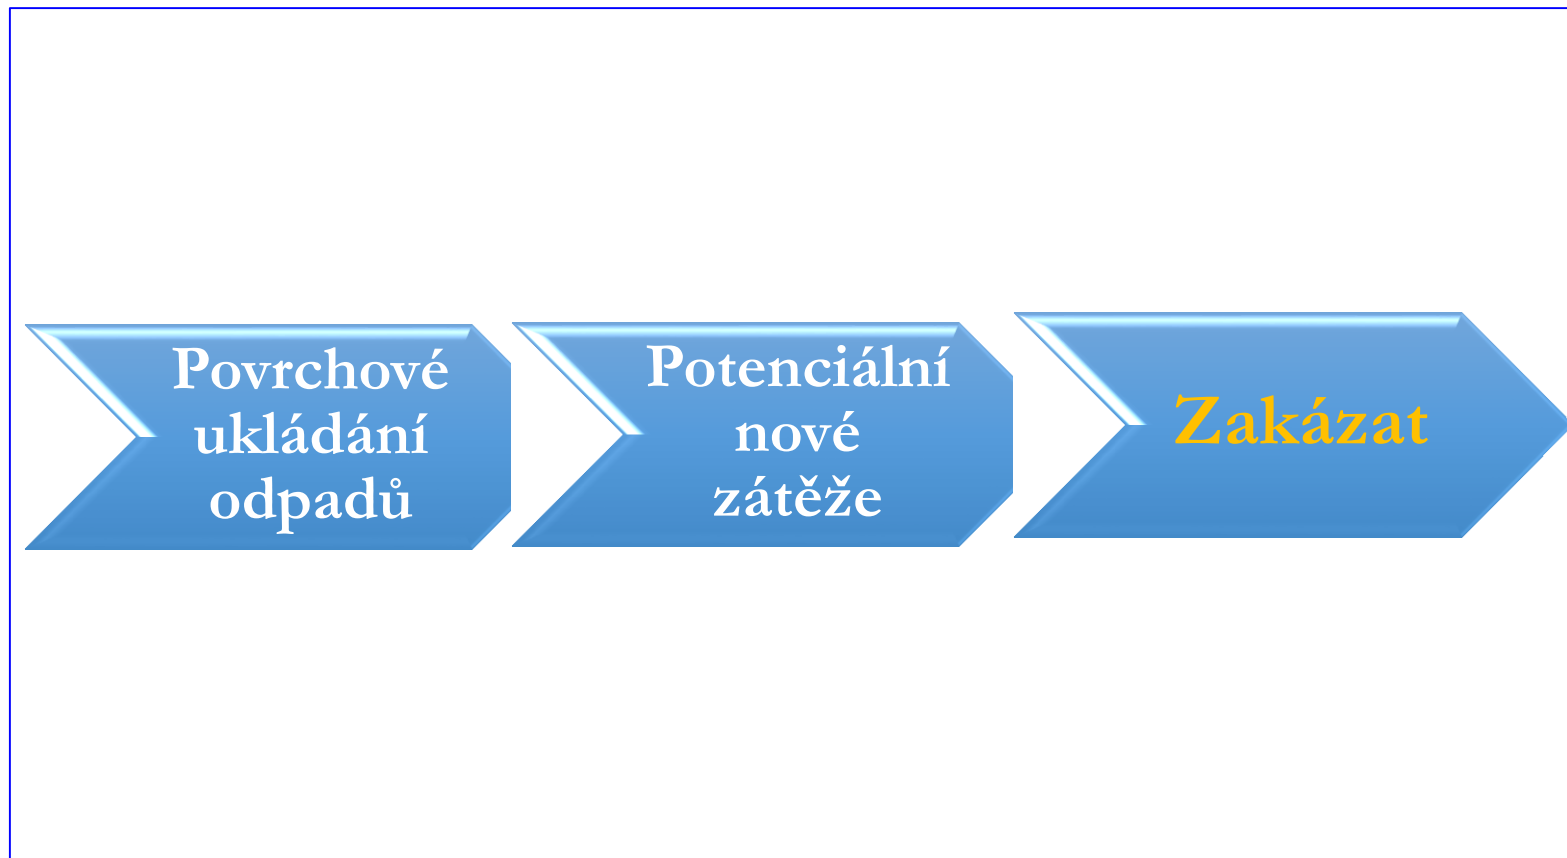 Povrchové
ukládání
odpadů
Potenciální
nové
zátěže
Zakázat